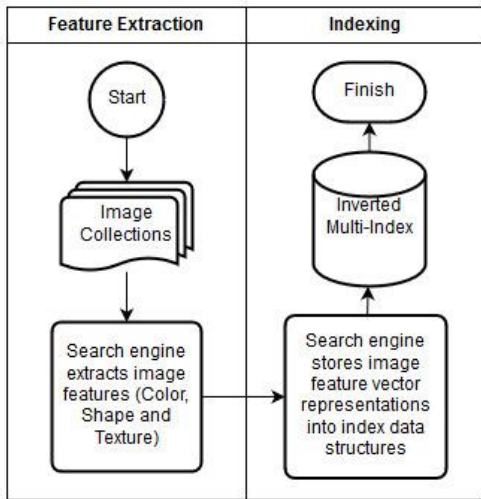 Feature Extraction
Indexing
Start
Image
Collections
Search engine
extracts image
features (Color,
Shape and
Texture)
Finish
Inverted
Multi-Index
Search engine
stores image
feature vector
representations
into index data
structures